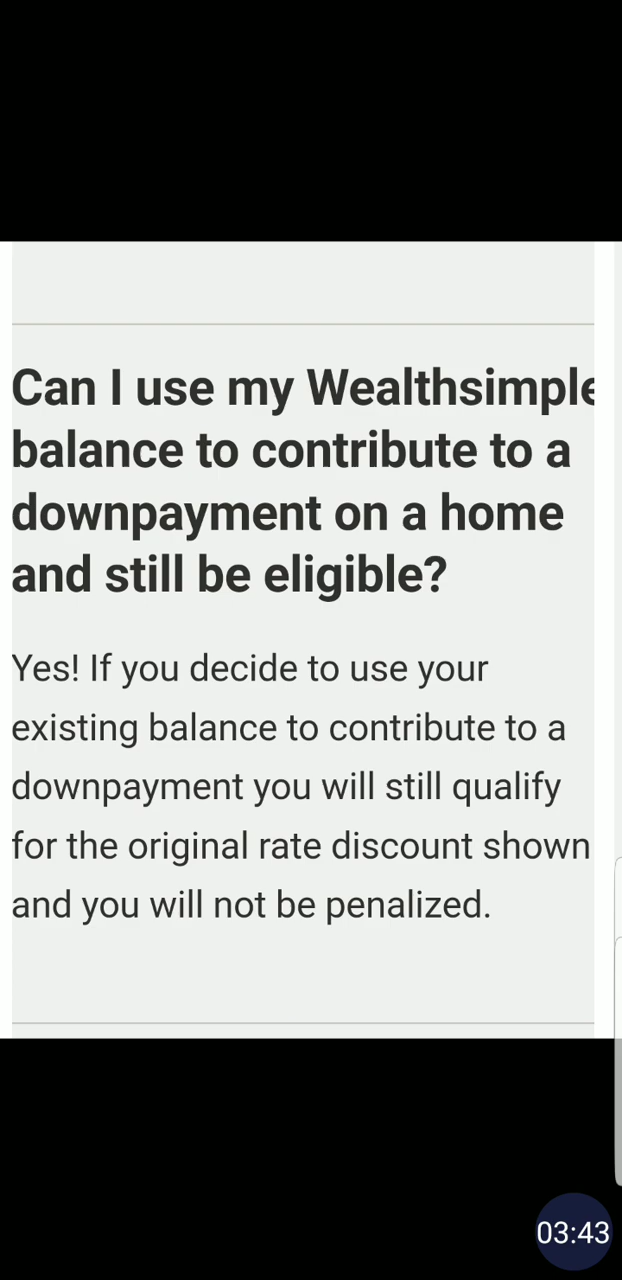 Can I use my Wealthsimple
balance to contribute to a
downpayment on a home
and still be eligible?
Yes! If you decide to use your
existing balance to contribute to a
downpayment you will still qualify
for the original rate discount shown
and you will not be penalized.
03:43